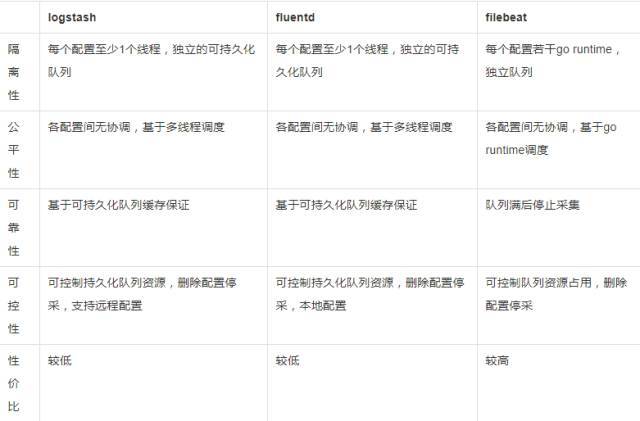 logstash fluentd filebeat
隔离性
每个配置至少1个线程，独立的可持久化
队列
每个配置至少1个线程，独立的可持
久化队列
每个配置若干go runtime，
独立队列
公平性
各配置间无协调，基于多线程调度
各配置间无协调，基于多线程调度
各配置间无协调，基于go
runtime调度
可靠性
基于可持久化队列缓存保证
基于可持久化队列缓存保证
队列满后停止采集
可控性
可控制持久化队列资源，删除配置停
采，支持远程配置
可控制持久化队列资源，删除配置停
采，本地配置
可控制队列资源占用，删除
配置停采
性价比
较低
较低
较高